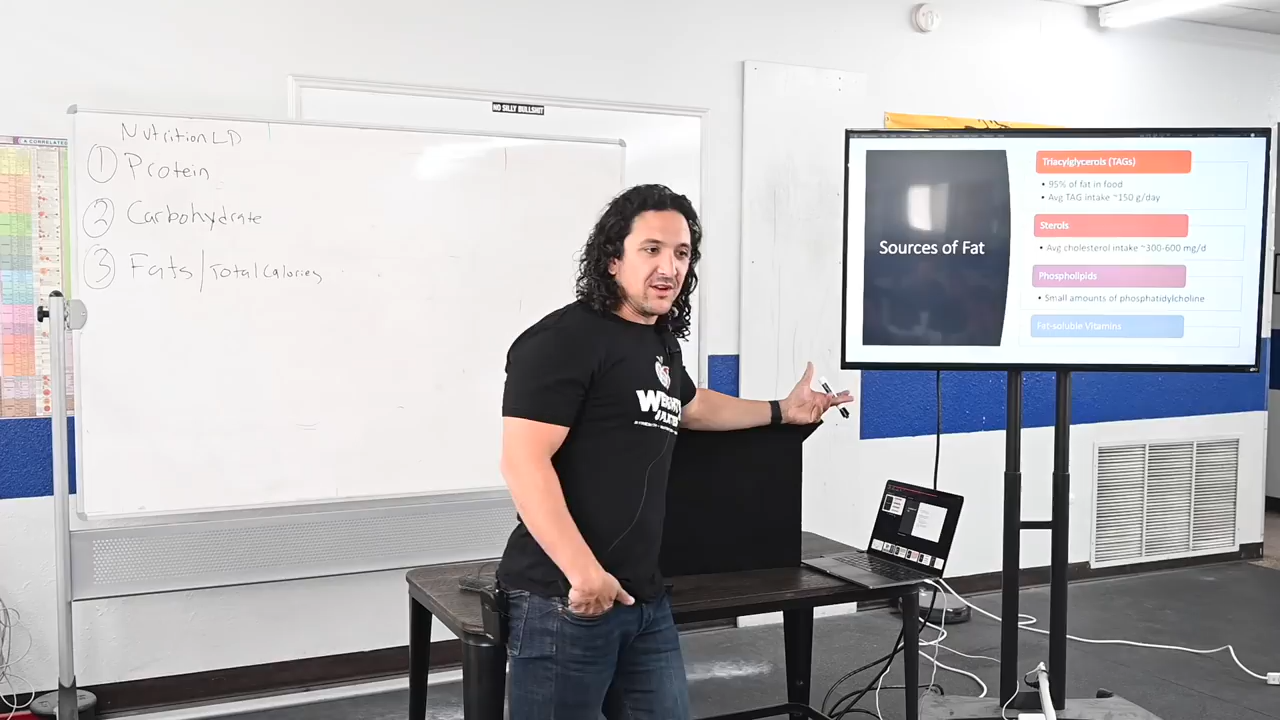 A CORRELATED
NO SILLY BULLSHIT
Nutrition LD
① Protein
② Carbohydrate
③ Fats/Total Calories
Sources of Fat
Triacylglycerols (TAGs)
• 95% of fat in food
• Avg TAG intake ~150 g/day
Sterols
• Avg cholesterol intake ~300-600 mg/d
Phospholipids
• Small amounts of phosphatidylcholine
Fat-soluble Vitamins